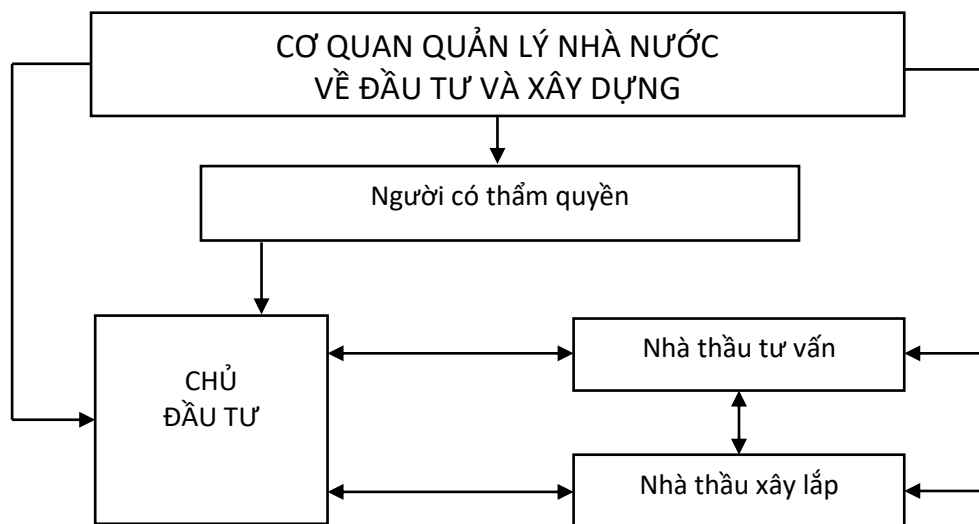 CƠ QUAN QUẢN LÝ NHÀ NƯỚC
VỀ ĐẦU TƯ VÀ XÂY DỰNG
Người có thẩm quyền
CHỦ
ĐẦU TƯ
Nhà thầu tư vấn
Nhà thầu xây lắp